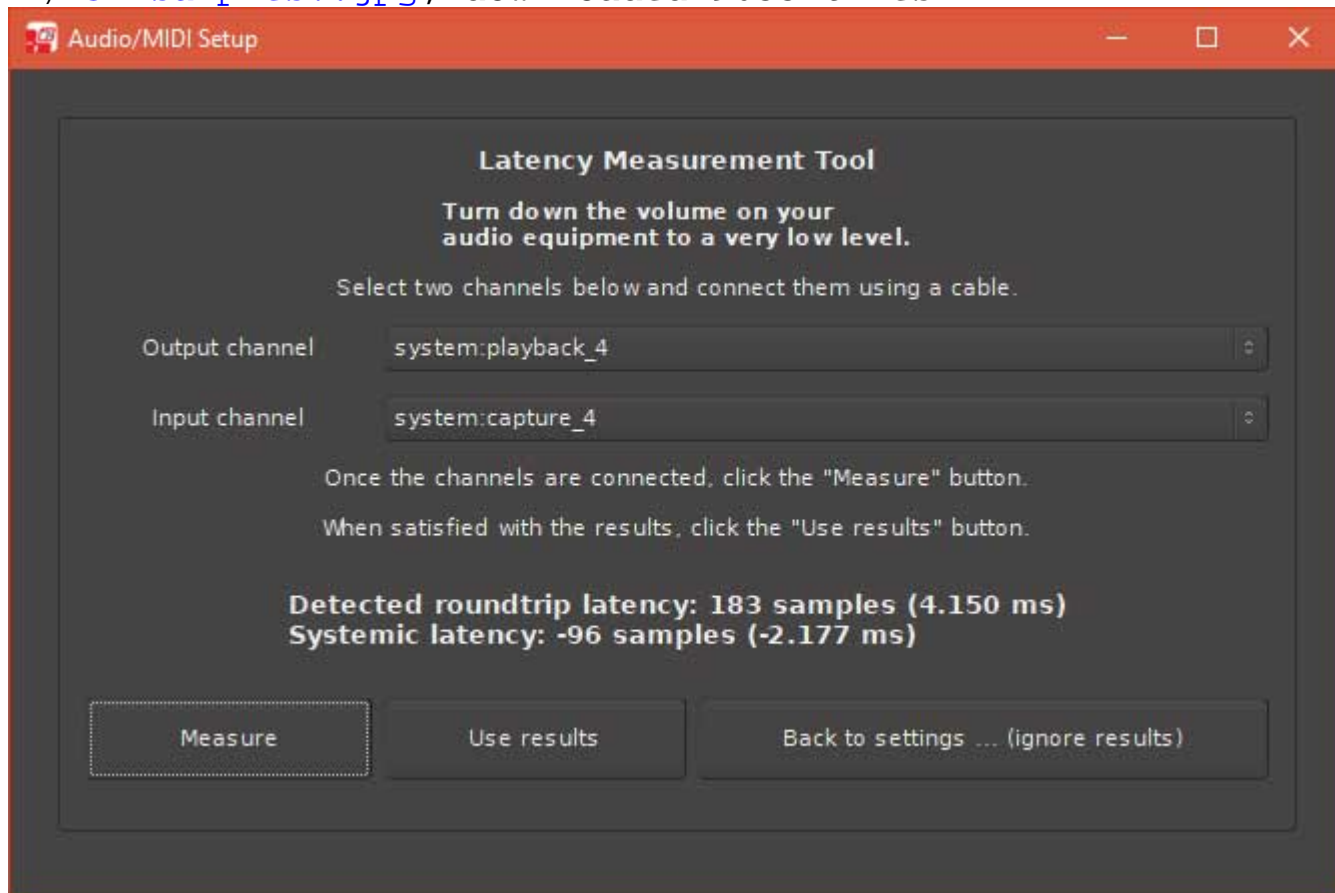 Audio/MIDI Setup
Latency Measurement Tool
Turn down the volume on your
audio equipment to a very low level.
Select two channels below and connect them using a cable.
Output channel system:playback_4
Input channel system:capture_4
Once the channels are connected, click the "Measure" button.
When satisfied with the results, click the "Use results" button.
Detected roundtrip latency: 183 samples (4.150 ms)
Systemic latency: -96 samples (-2.177 ms)
Measure Use results Back to settings ... (ignore results)